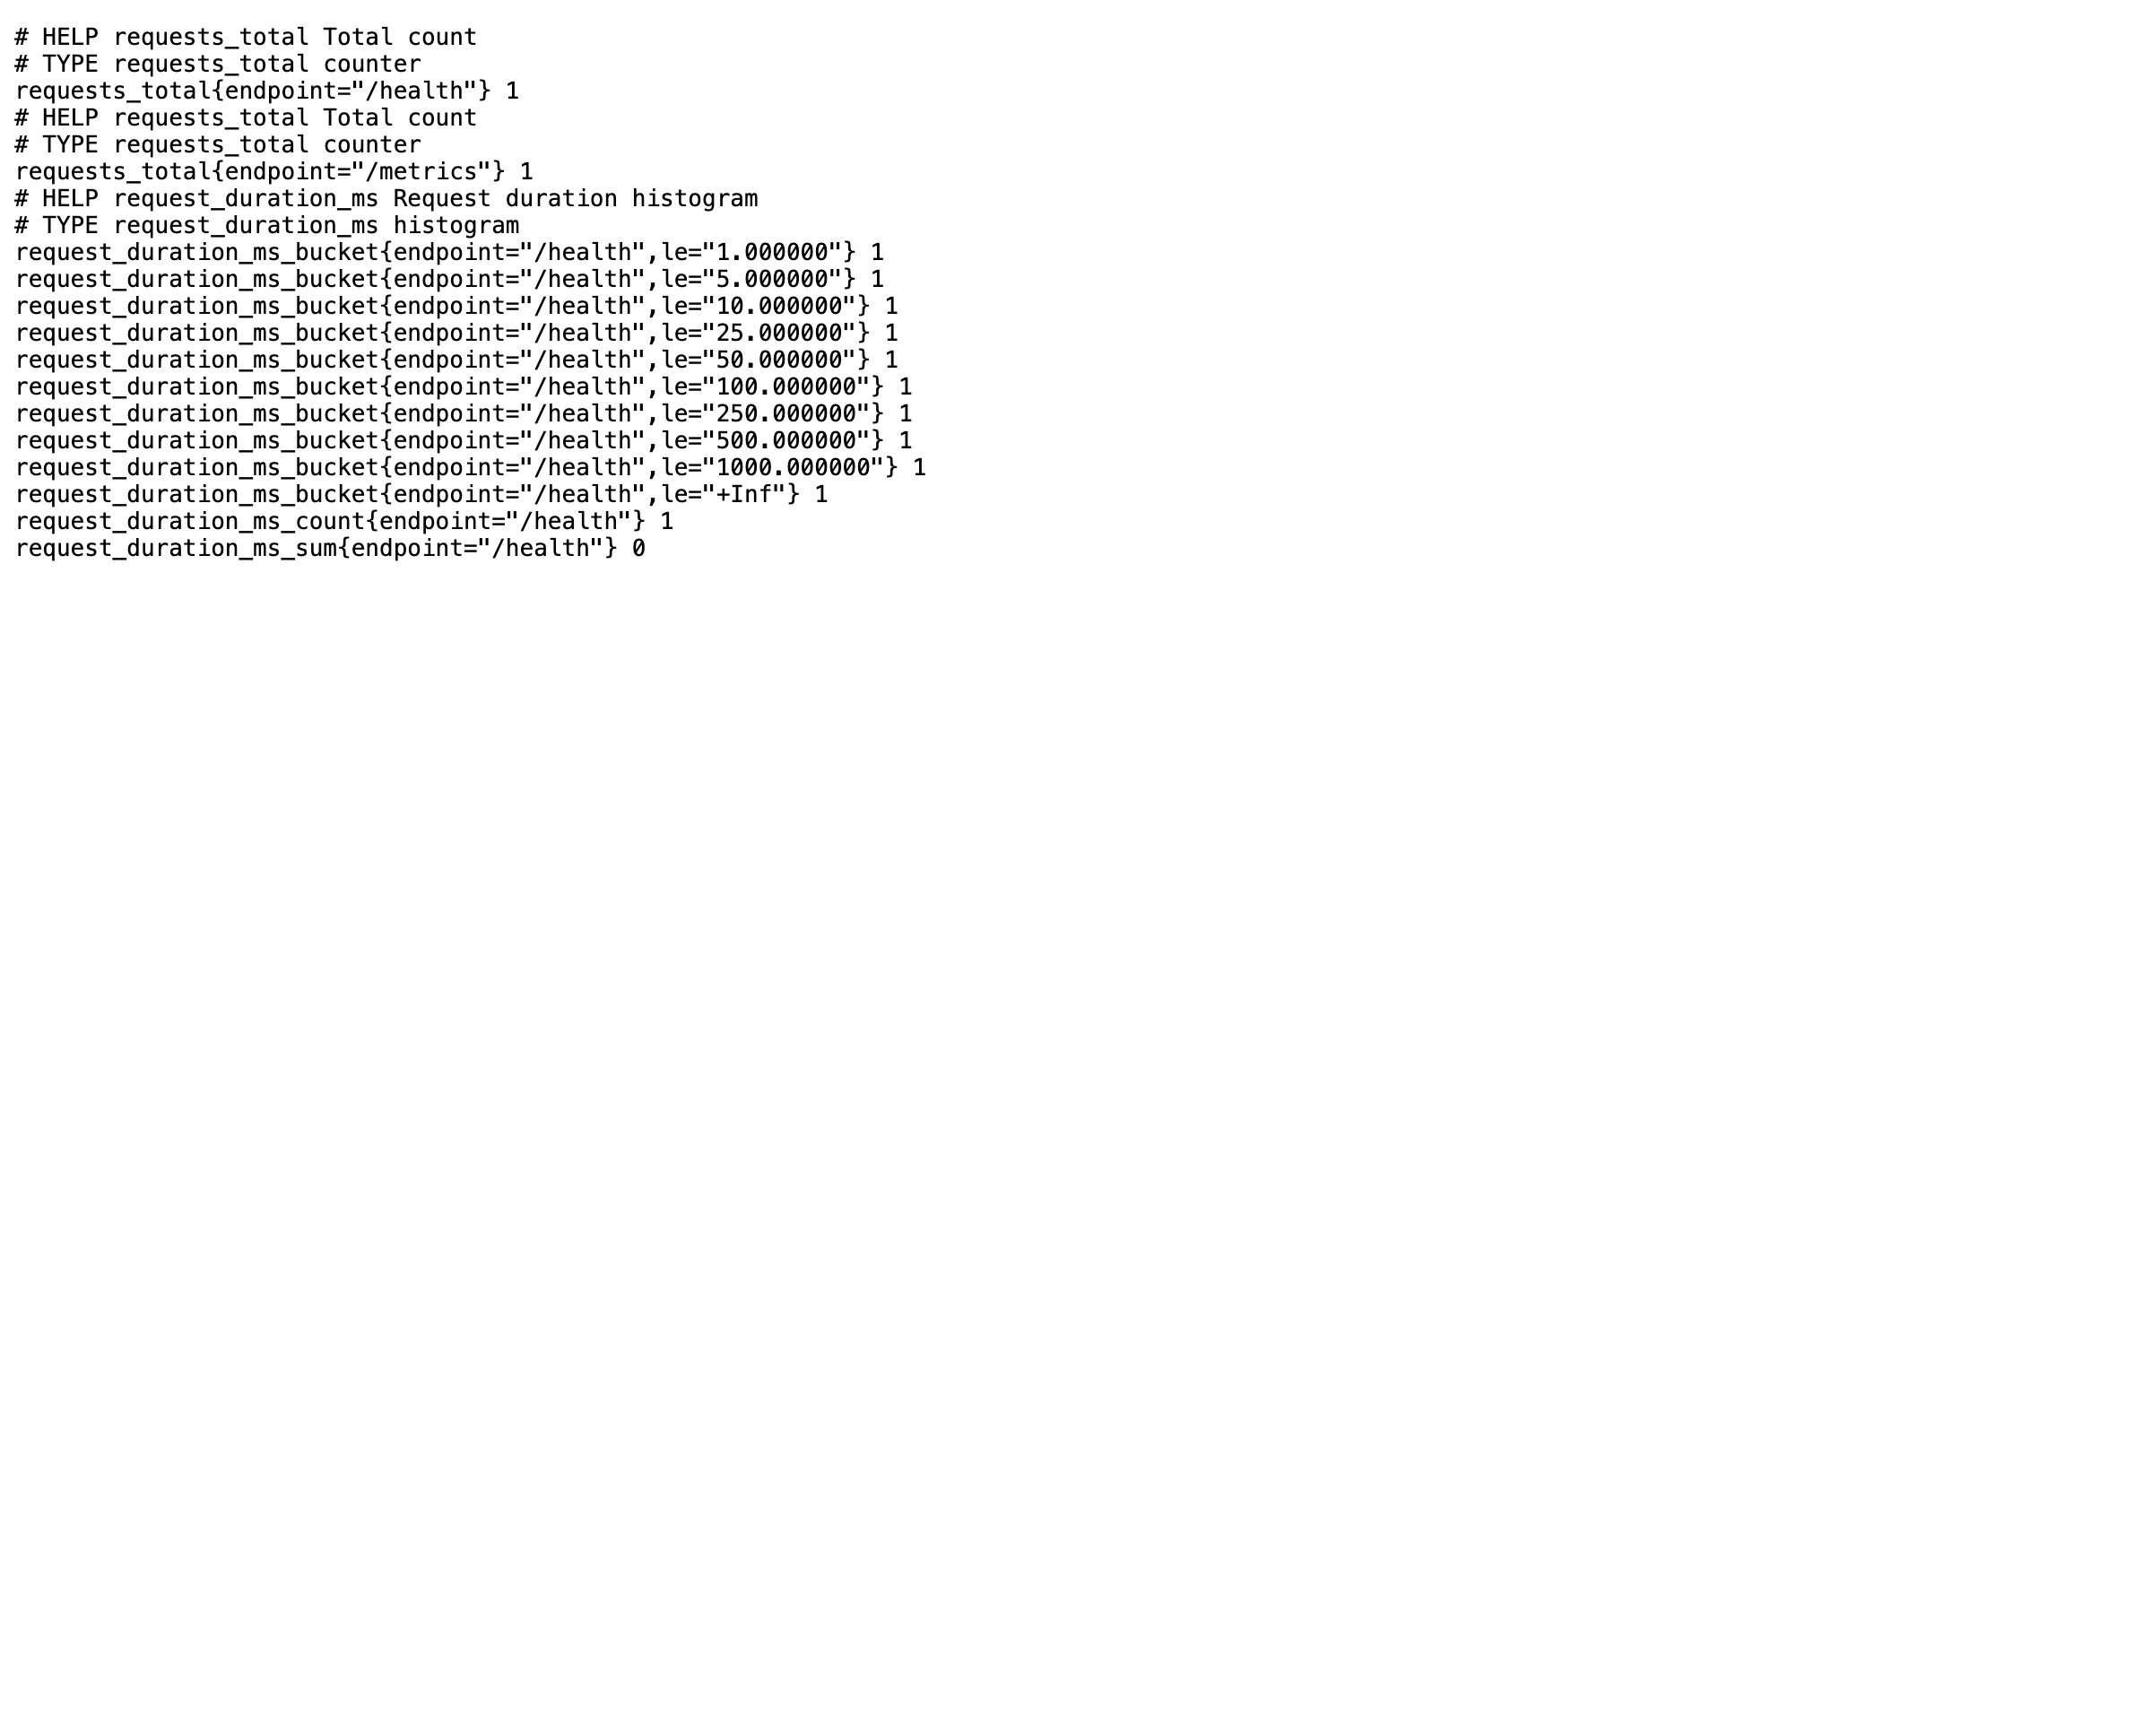 # HELP requests_total Total count
# TYPE requests_total counter
requests_total{endpoint="/health"} 1
# HELP requests_total Total count
# TYPE requests_total counter
requests_total{endpoint="/metrics"} 1
# HELP request_duration_ms Request duration histogram
# TYPE request_duration_ms histogram
request_duration_ms_bucket{endpoint="/health",le="1.000000"} 1
request_duration_ms_bucket{endpoint="/health",le="5.000000"} 1
request_duration_ms_bucket{endpoint="/health",le="10.000000"} 1
request_duration_ms_bucket{endpoint="/health",le="25.000000"} 1
request_duration_ms_bucket{endpoint="/health",le="50.000000"} 1
request_duration_ms_bucket{endpoint="/health",le="100.000000"} 1
request_duration_ms_bucket{endpoint="/health",le="250.000000"} 1
request_duration_ms_bucket{endpoint="/health",le="500.000000"} 1
request_duration_ms_bucket{endpoint="/health",le="1000.000000"} 1
request_duration_ms_bucket{endpoint="/health",le="+Inf"} 1
request_duration_ms_count{endpoint="/health"} 1
request_duration_ms_sum{endpoint="/health"} 0